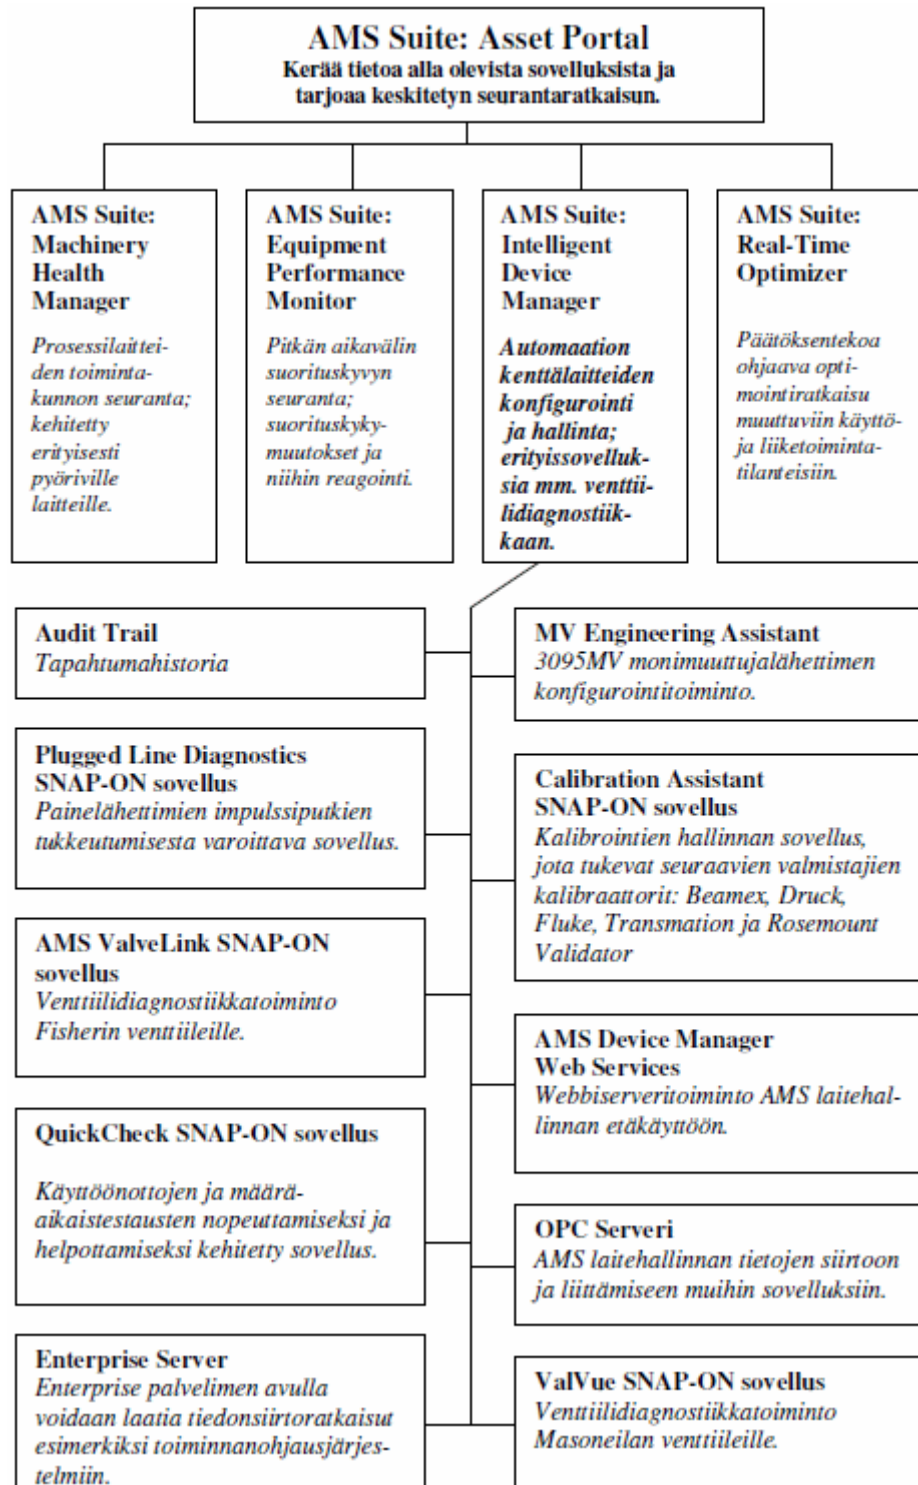 AMS Suite: Asset Portal
Kerää tietoa alla olevista sovelluksista ja
tarjoaa keskitetyn seurantaratkaisun.
AMS Suite:
Machinery
Health
Manager
Prosessilaittei-
den toiminta-
kunnon seuranta;
kehitetty
erityisesti
pyöriville
laitteille.
AMS Suite:
Equipment
Performance
Monitor
Pitkän aikavälin
suorituskyvyn
seuranta;
suorituskyky-
muutokset ja
niihin reagointi.
AMS Suite:
Intelligent
Device
Manager
Automaation
kenttälaitteiden
konfigurointi
ja hallinta;
erityissovelluk-
sia mm. venttii-
lidiagnostiik-
kaan.
AMS Suite:
Real-Time
Optimizer
Päätöksentekoa
ohjaava opti-
mointiratkaisu
muuttuviin käyttö-
ja liiketoiminta-
tilanteisiin.
Audit Trail
Tapahtumahistoria
Plugged Line Diagnostics
SNAP-ON sovellus
Painelähettimien impulssiputkien
tukkeutumisesta varoittava sovellus.
AMS ValveLink SNAP-ON
sovellus
Venttiilidiagnostiikkatoiminto
Fisherin venttiileille.
QuickCheck SNAP-ON sovellus
Käyttöönottojen ja määrä-
aikaistestausten nopeuttamiseksi ja
helpottamiseksi kehitetty sovellus.
Enterprise Server
Enterprise palvelimen avulla
voidaan laatia tiedonsiirtoratkaisut
esimerkiksi toiminnanohjausjärjes-
telmiin.
MV Engineering Assistant
3095MV monimuuttujalähettimen
konfigurointitoiminto.
Calibration Assistant
SNAP-ON sovellus
Kalibrointien hallinnan sovellus,
jota tukevat seuraavien valmistajien
kalibraattorit: Beamex, Druck,
Fluke, Transmation ja Rosemount
Validator
AMS Device Manager
Web Services
Webbiserveritoiminto AMS laitehal-
linnan etäkäyttöön.
OPC Serveri
AMS laitehallinnan tietojen siirtoon
ja liittämiseen muihin sovelluksiin.
ValVue SNAP-ON sovellus
Venttiilidiagnostiikkatoiminto
Masoneilan venttiileille.